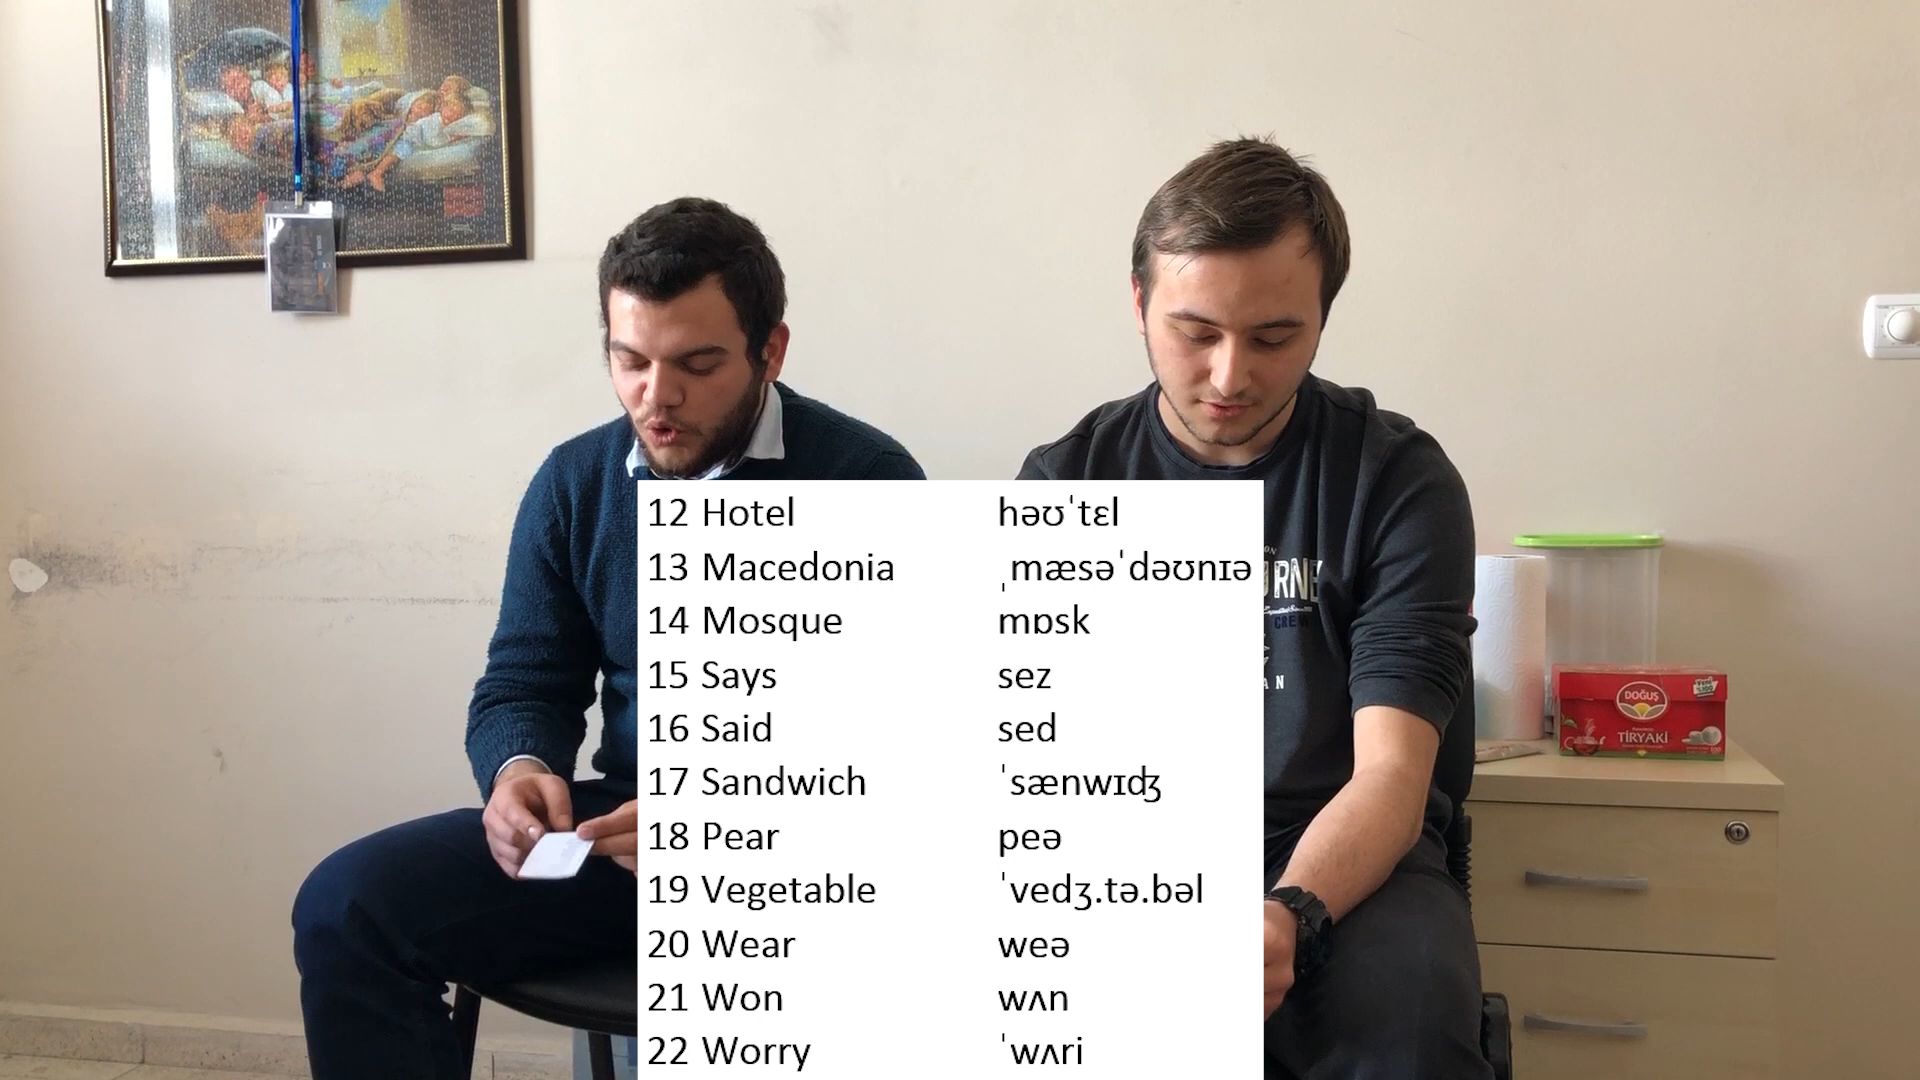 12 Hotel həʊˈtɛl
13 Macedonia ˌmæsəˈdəʊnɪə
14 Mosque mɒsk
15 Says sez
16 Said sed
17 Sandwich ˈsænwɪʤ
18 Pear peə
19 Vegetable ˈvedʒ.tə.bəl
20 Wear weə
21 Won wʌn
22 Worry ˈwʌri
DOĞUŞ
TİRYAKİ